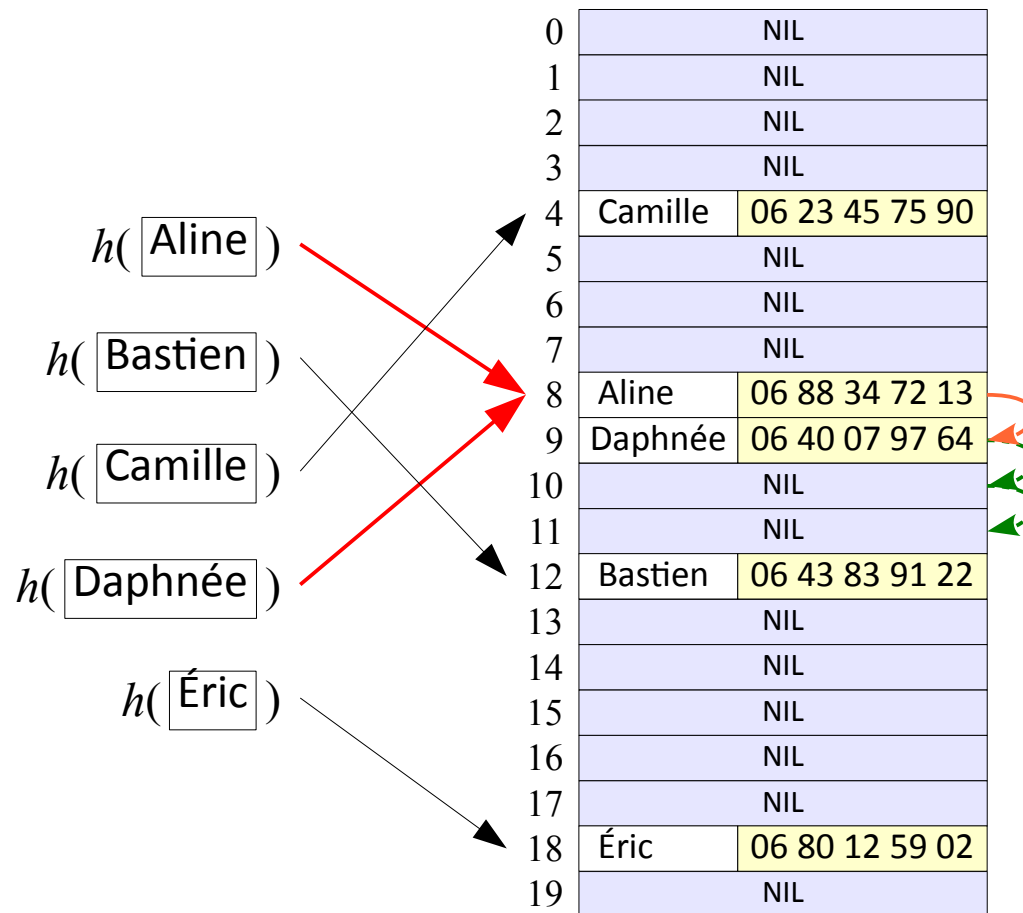 0 NIL
1 NIL
2 NIL
3 NIL
4 Camille 06 23 45 75 90
h( Aline )
5 NIL
6 NIL
7 NIL
h( Bastien )
8 Aline 06 88 34 72 13
9 Daphnée 06 40 07 97 64
h( Camille )
10 NIL
11 NIL
12 Bastien 06 43 83 91 22
h( Daphnée )
13 NIL
14 NIL
h( Éric )
15 NIL
16 NIL
17 NIL
18 Éric 06 80 12 59 02
19 NIL